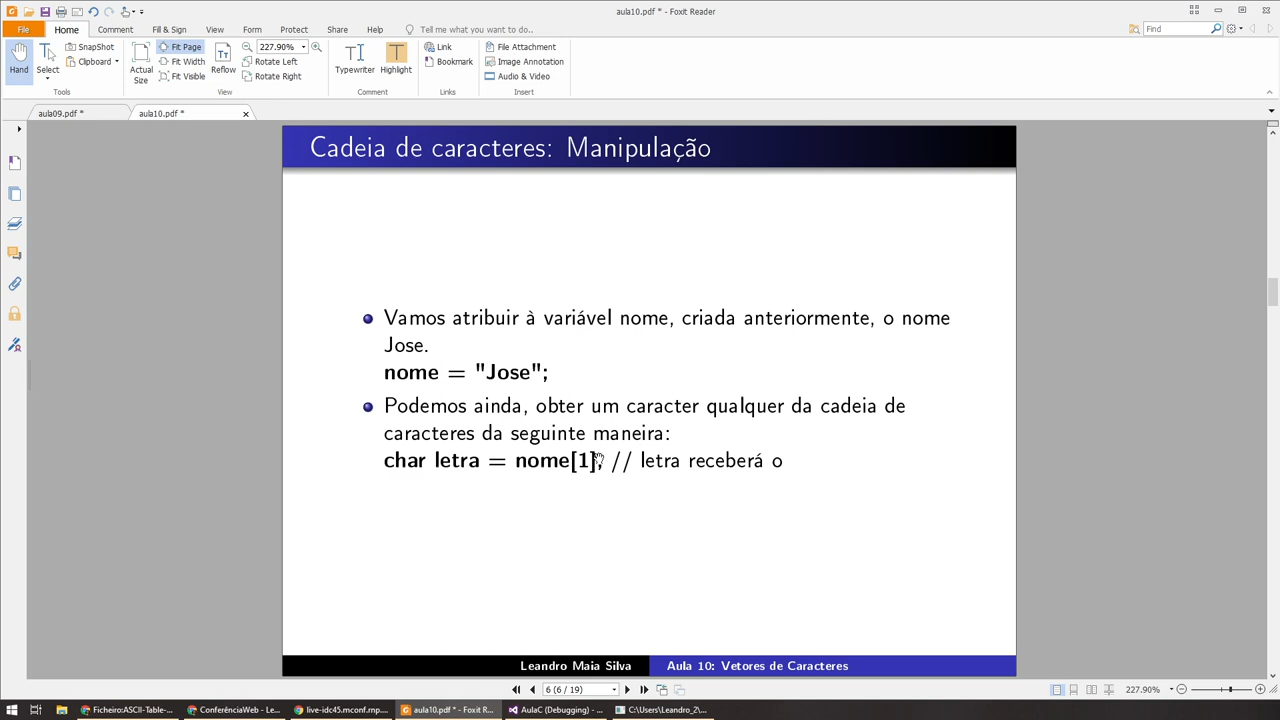 aula10.pdf * - Foxit Reader
File Home Comment Fill & Sign View Form Protect Share Help Tell me what you want to do.. Find
SnapShot Fit Page 227.90% Link File Attachment
Clipboard Fit Width Rotate Left Bookmark Image Annotation
Hand Select Actual Size Fit Visible Reflow Rotate Right Typewriter Highlight Audio & Video
Tools View Comment Links Insert
aula09.pdf * aula10.pdf *
Cadeia de caracteres: Manipulação
Vamos atribuir à variável nome, criada anteriormente, o nome
Jose.
nome = "Jose";
Podemos ainda, obter um caracter qualquer da cadeia de
caracteres da seguinte maneira:
char letra = nome[1]; // letra receberá o
Leandro Maia Silva Aula 10: Vetores de Caracteres
6 (6 / 19) 227.90%
Ficheiro:ASCII-Table-... ConferênciaWeb - Le... live-idc45.mconf.rnp.... aula10.pdf * - Foxit R... AulaC (Debugging) - ... C:\Users\Leandro_2\...